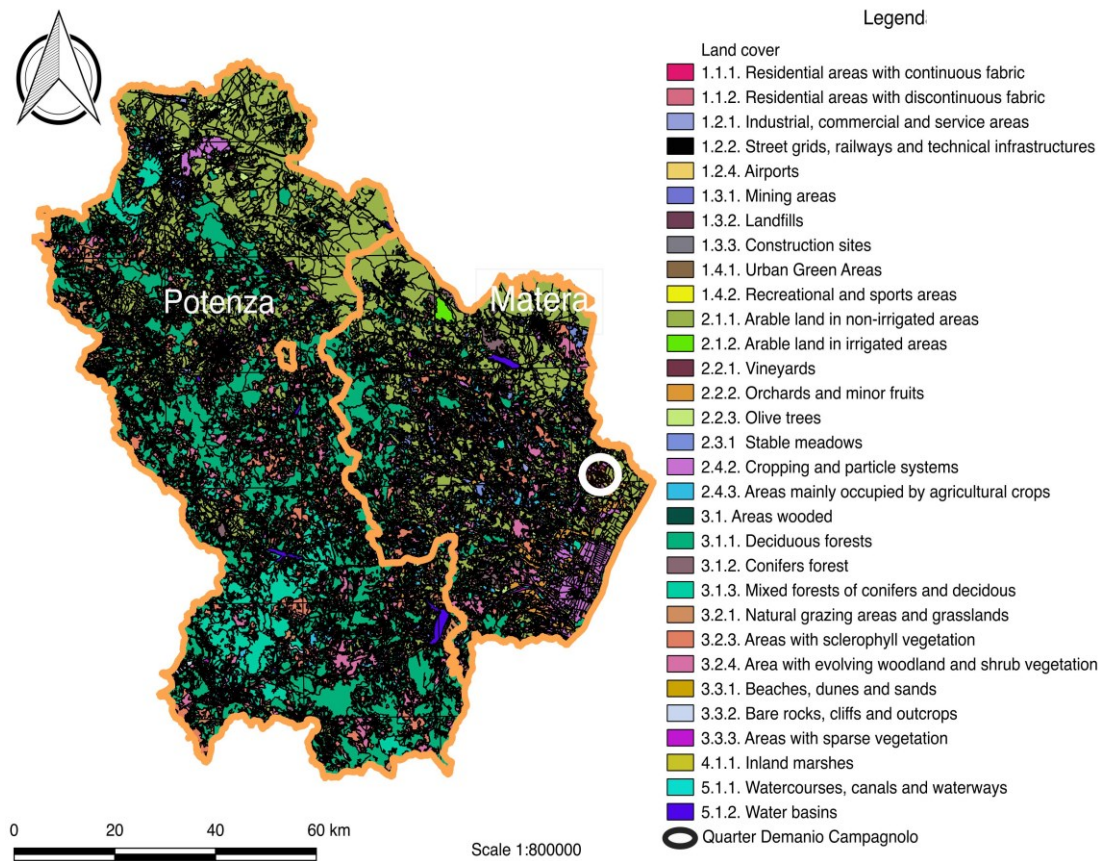 Legend
Land cover
1.1.1. Residential areas with continuous fabric
1.1.2. Residential areas with discontinuous fabric
1.2.1. Industrial, commercial and service areas
1.2.2. Street grids, railways and technical infrastructures
1.2.4. Airports
1.3.1. Mining areas
1.3.2. Landfills
1.3.3. Construction sites
1.4.1. Urban Green Areas
1.4.2. Recreational and sports areas
2.1.1. Arable land in non-irrigated areas
2.1.2. Arable land in irrigated areas
2.2.1. Vineyards
2.2.2. Orchards and minor fruits
2.2.3. Olive trees
2.3.1 Stable meadows
2.4.2. Cropping and particle systems
2.4.3. Areas mainly occupied by agricultural crops
3.1. Areas wooded
3.1.1. Deciduous forests
3.1.2. Conifers forest
3.1.3. Mixed forests of conifers and decidous
3.2.1. Natural grazing areas and grasslands
3.2.3. Areas with sclerophyll vegetation
3.2.4. Area with evolving woodland and shrub vegetation
3.3.1. Beaches, dunes and sands
3.3.2. Bare rocks, cliffs and outcrops
3.3.3. Areas with sparse vegetation
4.1.1. Inland marshes
5.1.1. Watercourses, canals and waterways
5.1.2. Water basins
Quarter Demanio Campagnolo
Potenza
Matera
0 20 40 60 km
Scale 1:800000